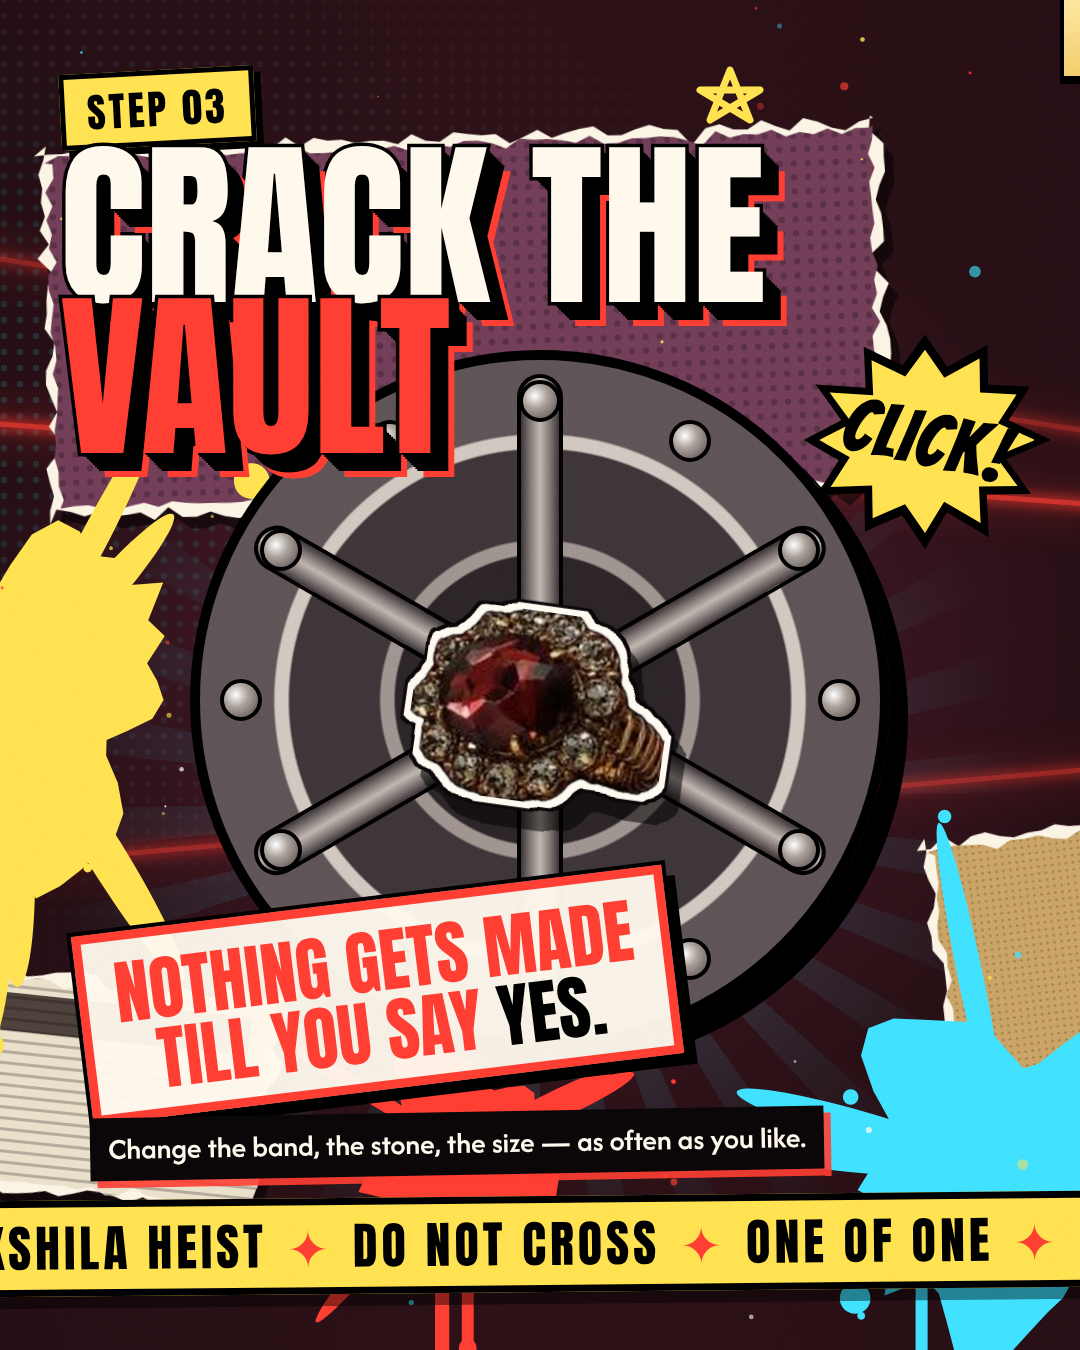 STEP 03
CRACK THE
VAULT
CLICK!
NOTHING GETS MADE
TILL YOU SAY YES.
Change the band, the stone, the size — as often as you like.
KSHILA HEIST ✦ DO NOT CROSS ✦ ONE OF ONE ✦